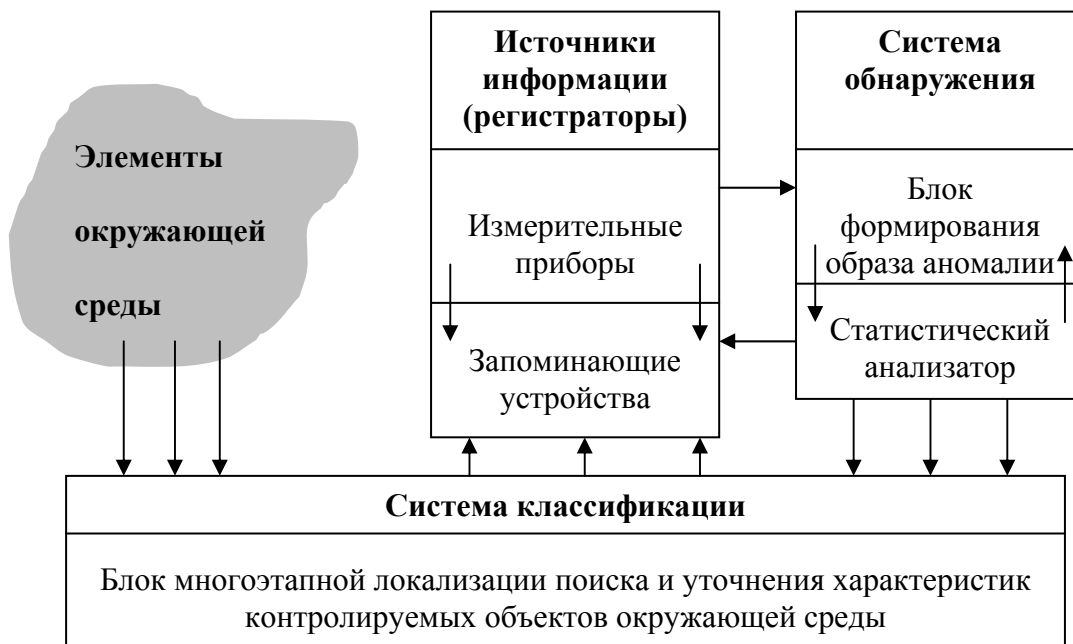 Элементы
окружающей
среды
Источники
информации
(регистраторы)
Измерительные
приборы
Запоминающие
устройства
Система
обнаружения
Блок
формирования
образа аномалии
Статистический
анализатор
Система классификации
Блок многоэтапной локализации поиска и уточнения характеристик
контролируемых объектов окружающей среды